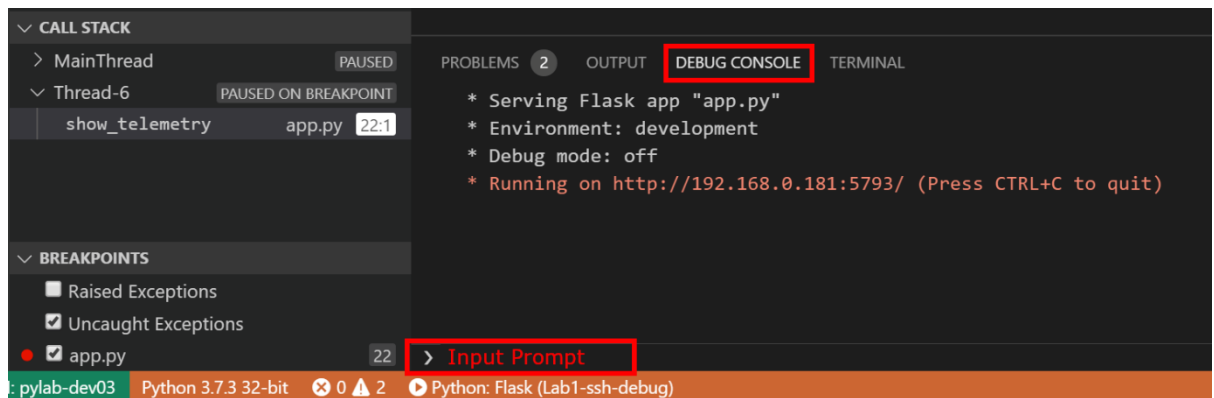 CALL STACK
MainThread PAUSED
Thread-6 PAUSED ON BREAKPOINT
show_telemetry app.py 22:1
BREAKPOINTS
Raised Exceptions
Uncaught Exceptions
app.py 22
PROBLEMS 2 OUTPUT DEBUG CONSOLE TERMINAL
* Serving Flask app "app.py"
* Environment: development
* Debug mode: off
* Running on http://192.168.0.181:5793/ (Press CTRL+C to quit)
> Input Prompt
: pylab-dev03 Python 3.7.3 32-bit 0 2 Python: Flask (Lab1-ssh-debug)